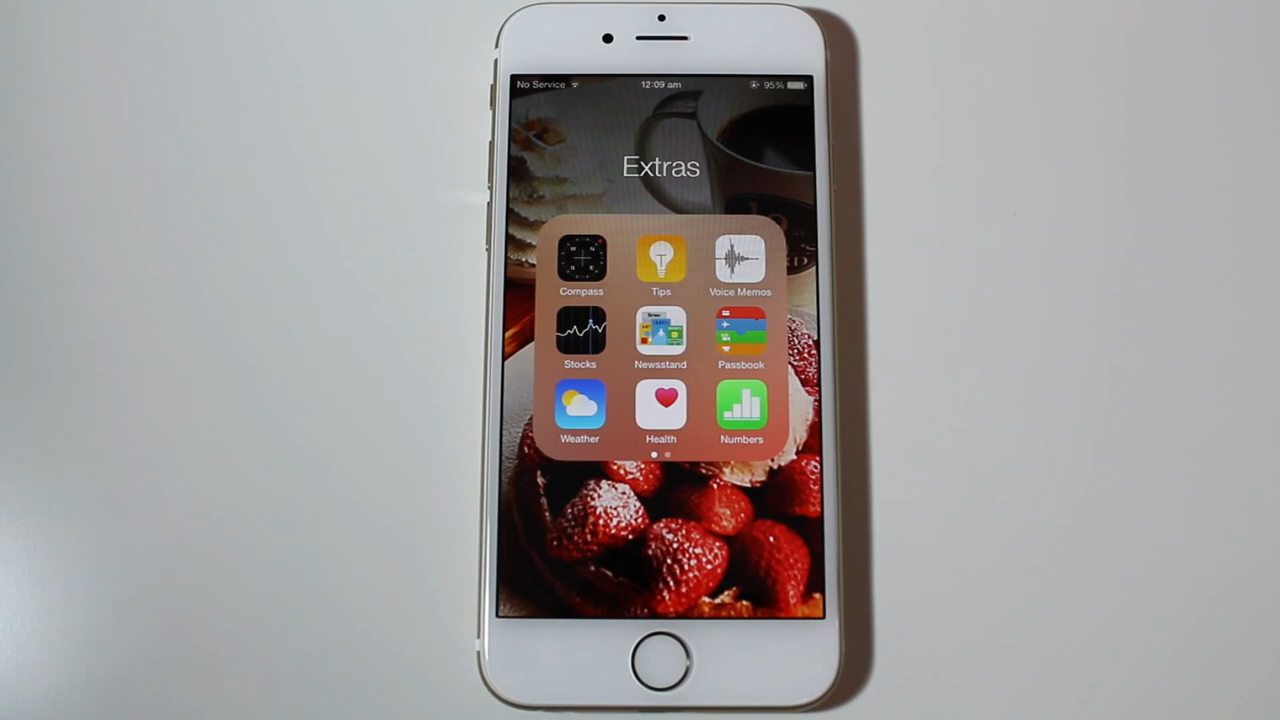 No Service 12:09 am 95%
Extras
Compass Tips Voice Memos
Stocks Newsstand Passbook
Weather Health Numbers